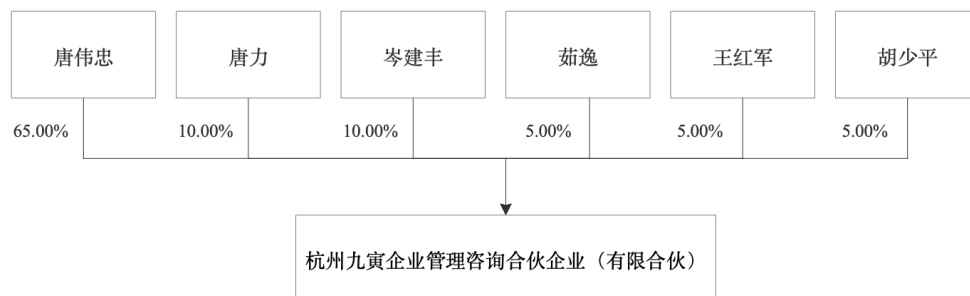 唐伟忠 唐力 岑建丰 茹逸 王红军 胡少平
65.00% 10.00% 10.00% 5.00% 5.00% 5.00%
杭州九寅企业管理咨询合伙企业（有限合伙）